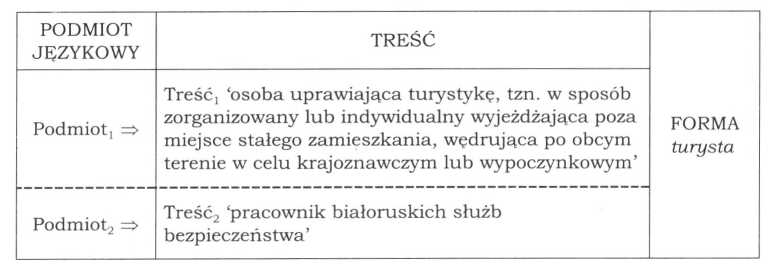 PODMIOT
JĘZYKOWY
TREŚĆ
Podmiot₁ ⇒
Treść₁ ‘osoba uprawiająca turystykę, tzn. w sposób
zorganizowany lub indywidualny wyjeżdżająca poza
miejsce stałego zamieszkania, wędrująca po obcym
terenie w celu krajoznawczym lub wypoczynkowym’
Podmiot₂ ⇒
Treść₂ ‘pracownik białoruskich służb
bezpieczeństwa’
FORMA
turysta